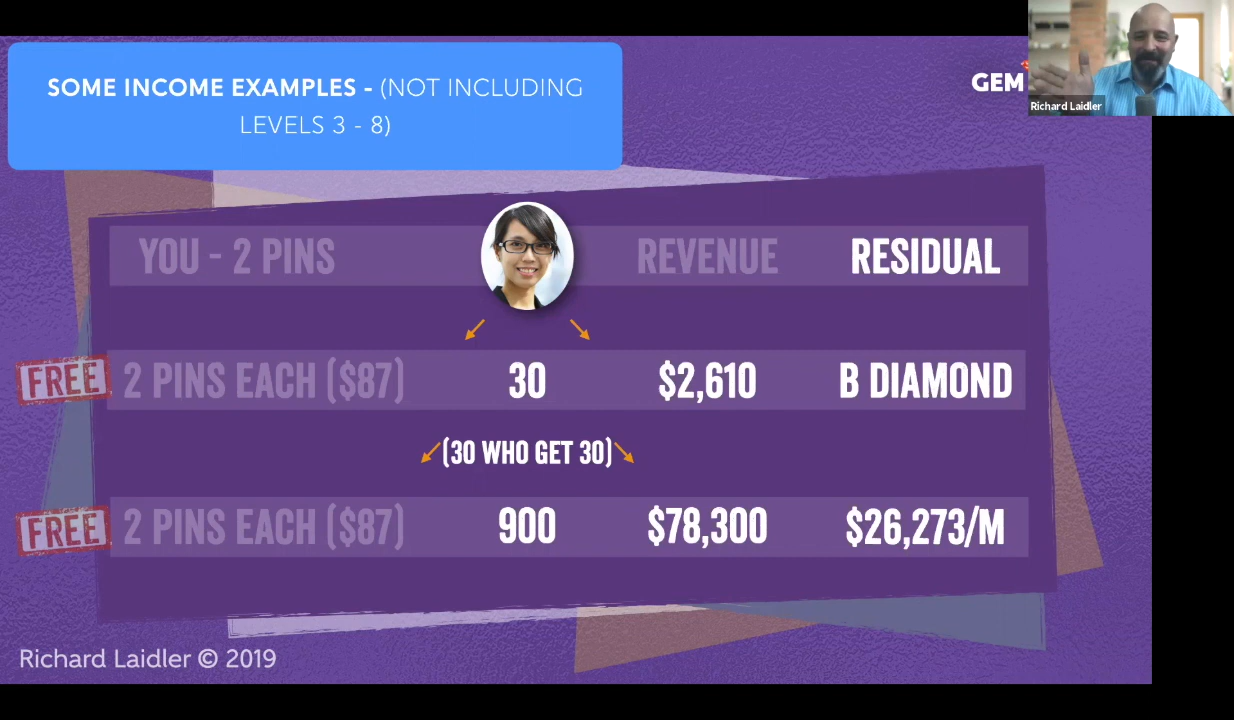 SOME INCOME EXAMPLES - (NOT INCLUDING
LEVELS 3 - 8)
GEM
Richard Laidler
YOU - 2 PINS REVENUE RESIDUAL
FREE 2 PINS EACH ($87) 30 $2,610 B DIAMOND
(30 WHO GET 30)
FREE 2 PINS EACH ($87) 900 $78,300 $26,273/M
Richard Laidler © 2019